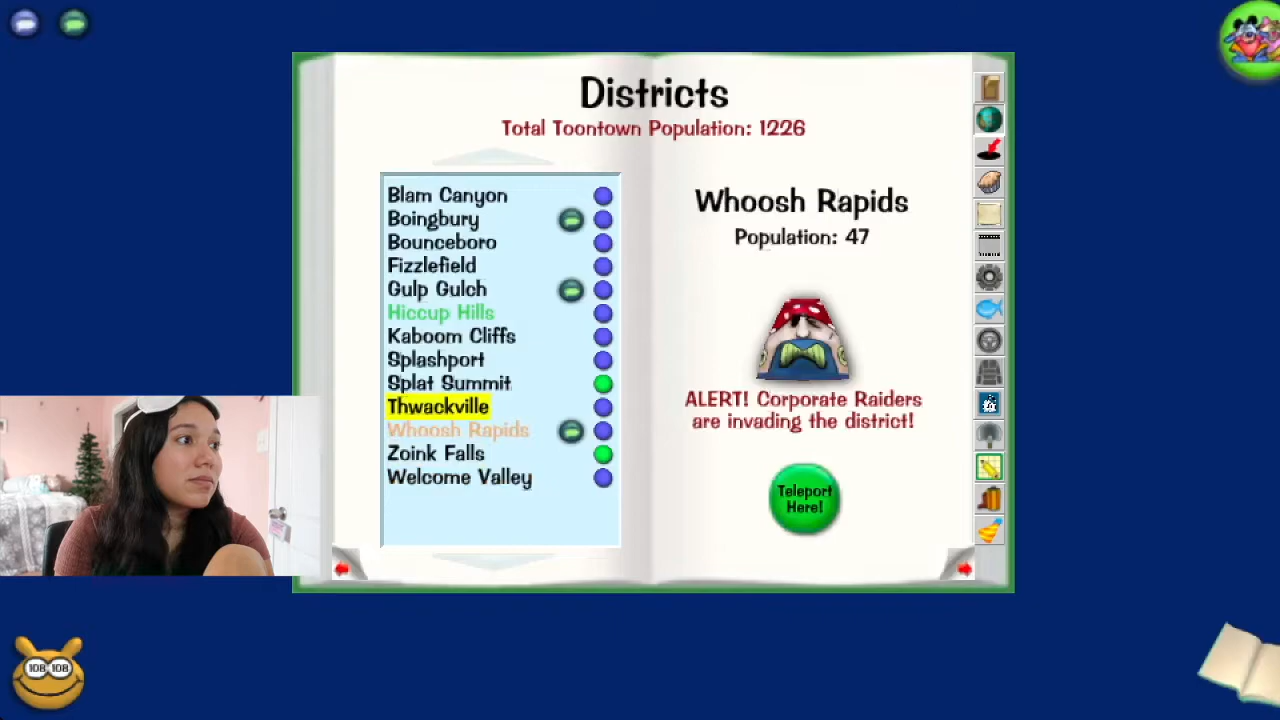 Districts
Total Toontown Population: 1226
Blam Canyon
Boingbury
Bounceboro
Fizzlefield
Gulp Gulch
Hiccup Hills
Kaboom Cliffs
Splashport
Splat Summit
Thwackville
Whoosh Rapids
Zoink Falls
Welcome Valley
Whoosh Rapids
Population: 47
ALERT! Corporate Raiders
are invading the district!
Teleport
Here!
108 108